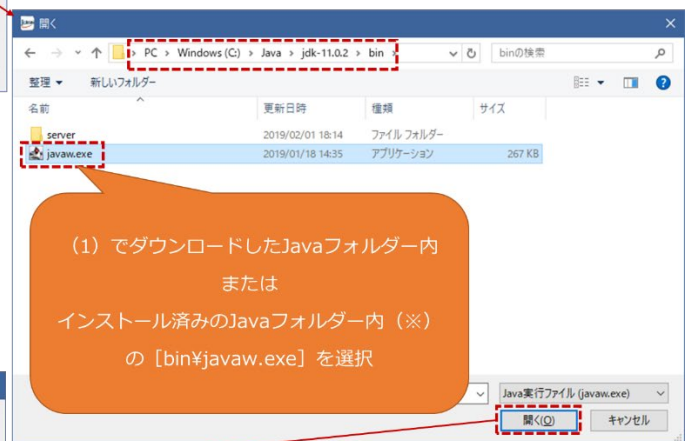 開く
PC › Windows (C:) › Java › jdk-11.0.2 › bin ›
binの検索
整理 新しいフォルダー
名前 更新日時 種類 サイズ
server 2019/02/01 18:14 ファイル フォルダー
javaw.exe 2019/01/18 14:35 アプリケーション 267 KB
(1)でダウンロードしたJavaフォルダー内
または
インストール済みのJavaフォルダー内(※)
の[bin¥javaw.exe]を選択
Java実行ファイル (javaw.exe)
開く(O) キャンセル